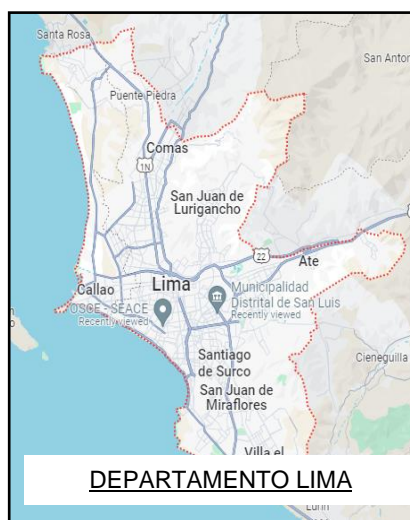 Santa Rosa
San Anton
Puente Piedra
Comas
1N
San Juan de
Lurigancho
22
Ate
Callao
Lima
Municipalidad
Distrital de San Luis
Recently viewed
OSCE - SEACE
Recently viewed
Cieneguilla
Santiago
de Surco
San Juan de
Miraflores
Villa el
DEPARTAMENTO LIMA
Lurin